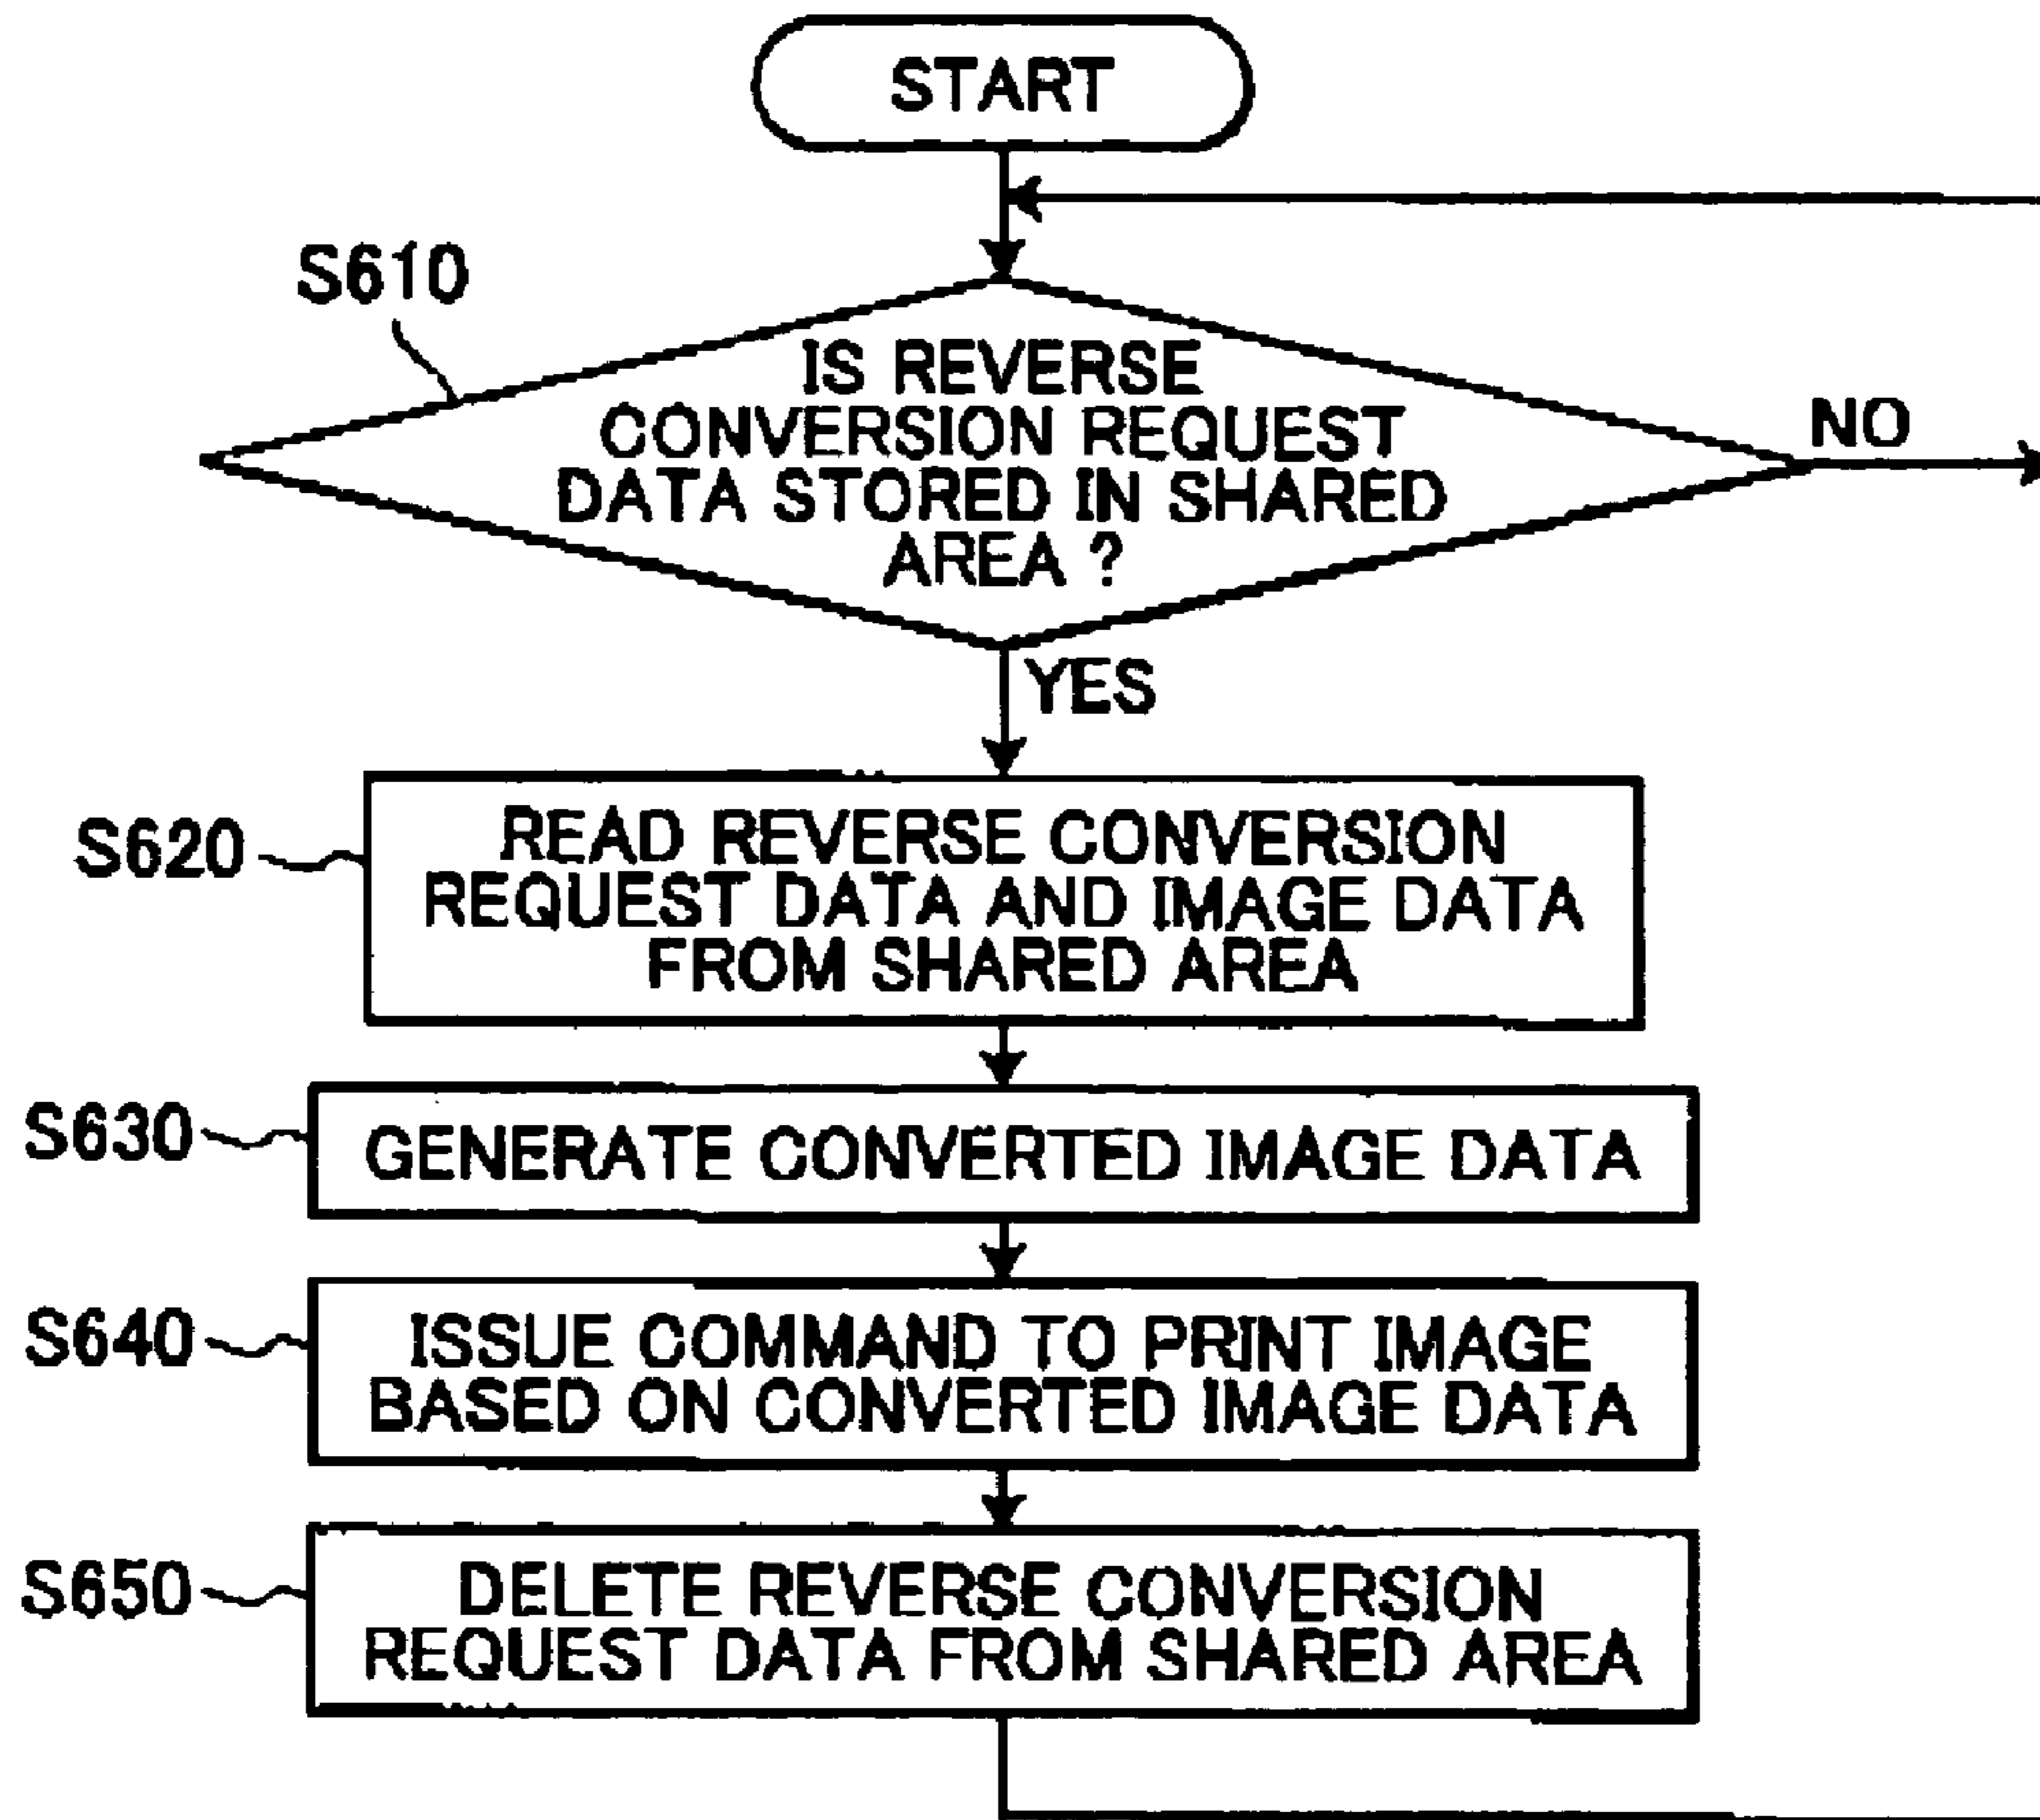 START
S610
IS REVERSE
CONVERSION REQUEST
DATA STORED IN SHARED
AREA ?
NO
YES
S620
READ REVERSE CONVERSION
REQUEST DATA AND IMAGE DATA
FROM SHARED AREA
S630
GENERATE CONVERTED IMAGE DATA
S640
ISSUE COMMAND TO PRINT IMAGE
BASED ON CONVERTED IMAGE DATA
S650
DELETE REVERSE CONVERSION
REQUEST DATA FROM SHARED AREA